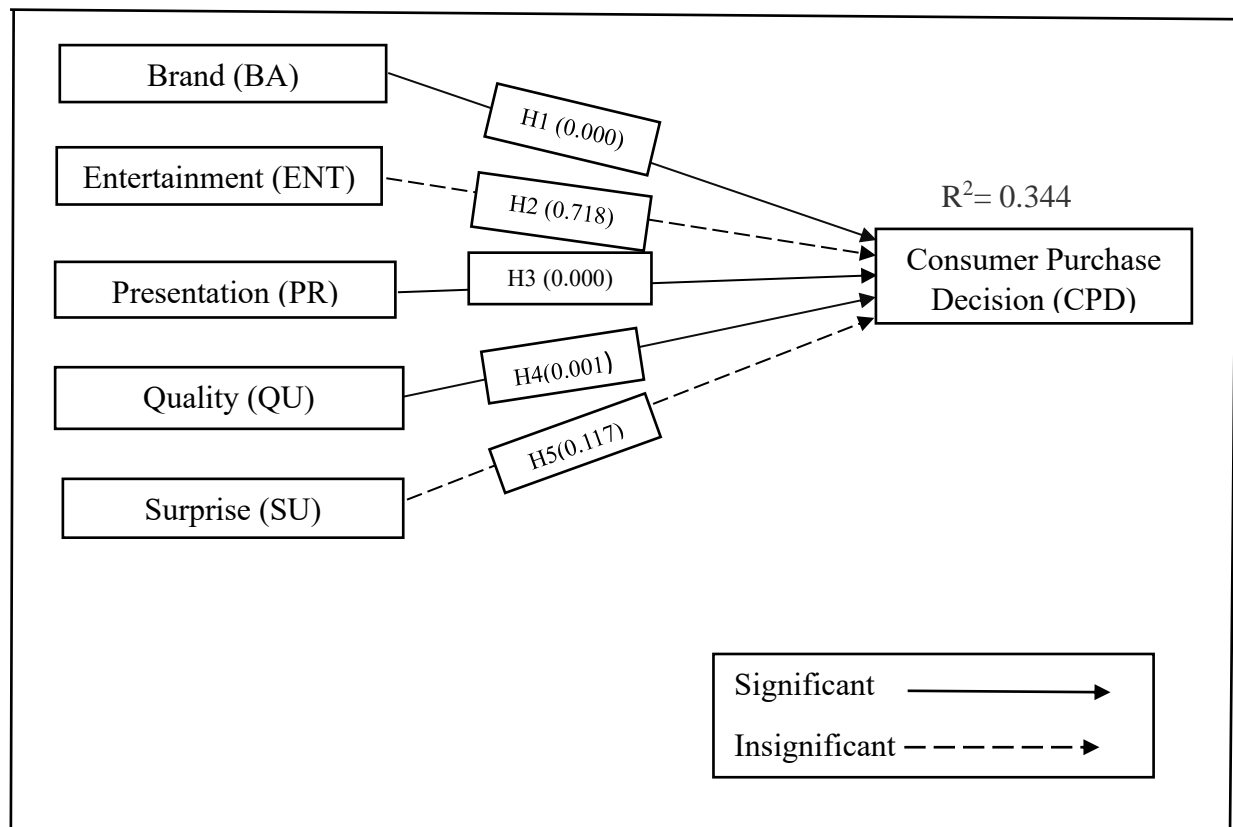 Brand (BA)
H1 (0.000)
Entertainment (ENT)
H2 (0.718)
R²= 0.344
Presentation (PR)
H3 (0.000)
Consumer Purchase
Decision (CPD)
Quality (QU)
H4(0.001)
Surprise (SU)
H5(0.117)
Significant
Insignificant